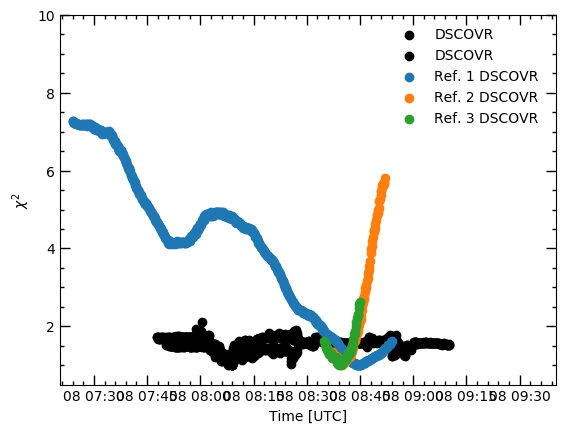 10
8
6
4
2
χ²
DSCOVR
DSCOVR
Ref. 1 DSCOVR
Ref. 2 DSCOVR
Ref. 3 DSCOVR
08 07:30 08 07:45 08 08:00 08 08:15 08 08:30 08 08:45 08 09:00 08 09:15 08 09:30
Time [UTC]